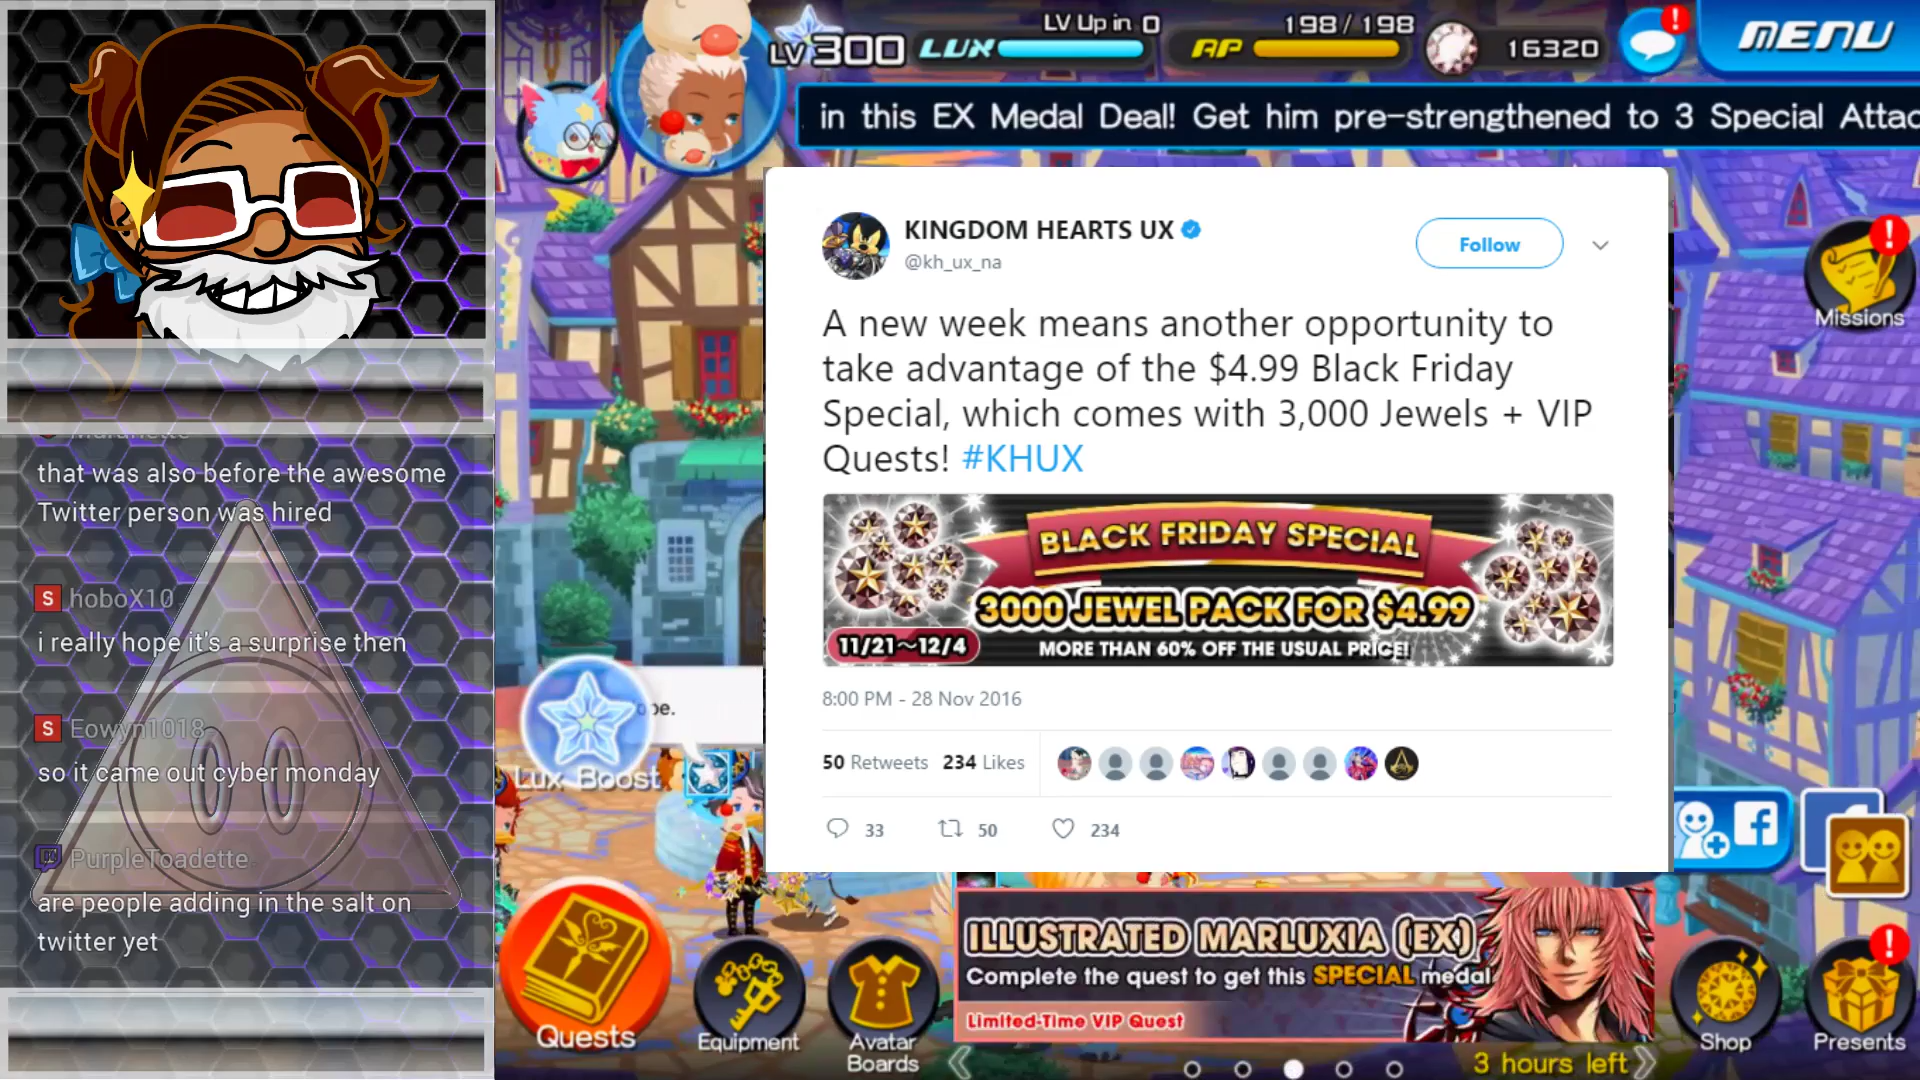 LV Up in 0
LV 300
LUX
AP
198 / 198
16320
MENU
in this EX Medal Deal! Get him pre-strengthened to 3 Special Attac
Missions
KINGDOM HEARTS UX
@kh_ux_na
Follow
A new week means another opportunity to
take advantage of the $4.99 Black Friday
Special, which comes with 3,000 Jewels + VIP
Quests! #KHUX
BLACK FRIDAY SPECIAL
3000 JEWEL PACK FOR $4.99
11/21~12/4
MORE THAN 60% OFF THE USUAL PRICE!
8:00 PM - 28 Nov 2016
50 Retweets 234 Likes
33
50
234
that was also before the awesome
Twitter person was hired
S hoboX10
i really hope it's a surprise then
S Eowyn1018
so it came out cyber monday
PurpleToadette
are people adding in the salt on
twitter yet
Lux Boost
Quests
Equipment
Avatar
Boards
ILLUSTRATED MARLUXIA (EX)
Complete the quest to get this SPECIAL medal
Limited-Time VIP Quest
3 hours left
Shop
Presents